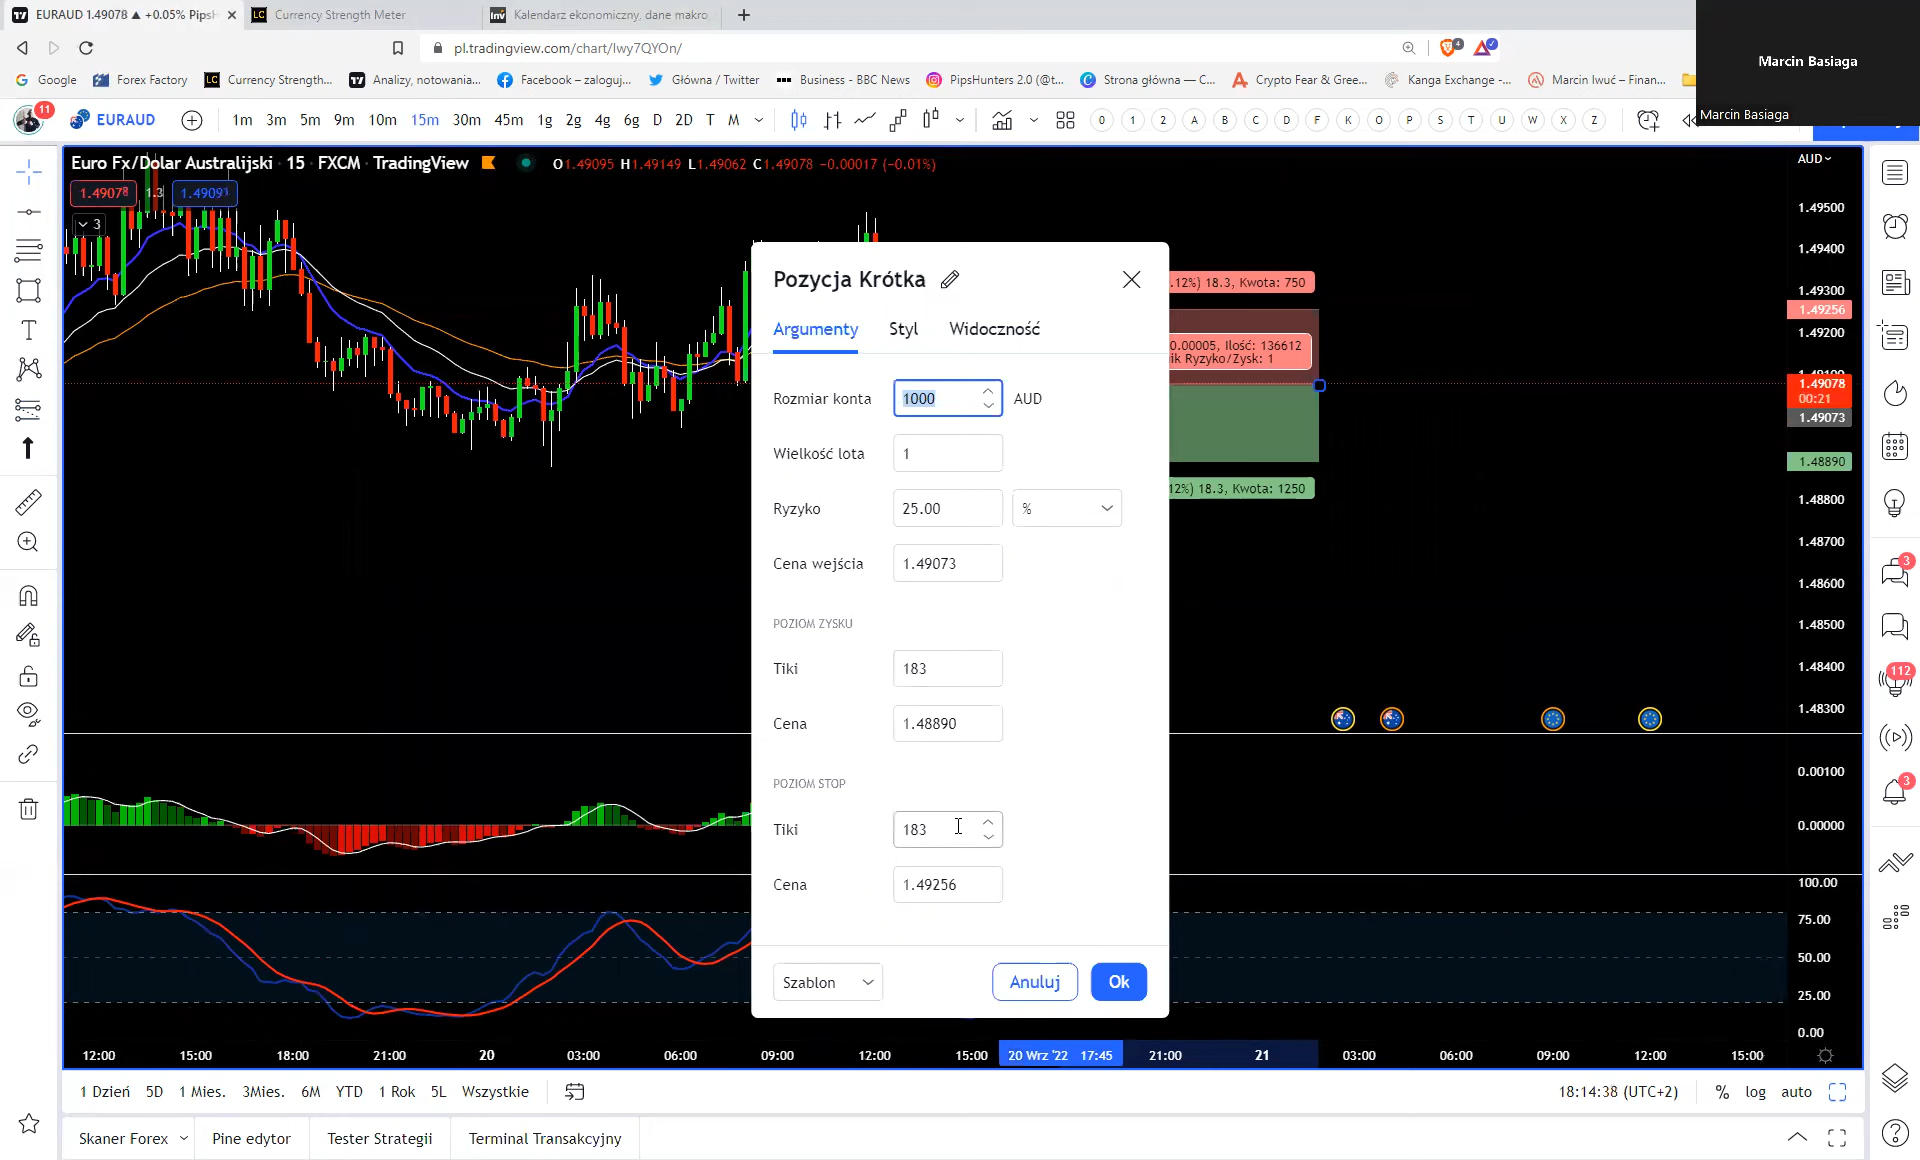 EURAUD 1.49078 ▲ +0.05% PipsH
Currency Strength Meter
Kalendarz ekonomiczny, dane makro,
pl.tradingview.com/chart/Iwy7QYOn/
Google
Forex Factory
Currency Strength...
Analizy, notowania...
Facebook – zaloguj...
Główna / Twitter
Business - BBC News
PipsHunters 2.0 (@t...
Strona główna — C...
Crypto Fear & Gree...
Kanga Exchange -...
Marcin Basiaga – Finan...
Marcin Basiaga
Marcin Basiaga
11
EURAUD
1m 3m 5m 9m 10m 15m 30m 45m 1g 2g 4g 6g D 2D T M
0 1 2 A B C D F K O P S T U W X Z
Euro Fx/Dolar Australijski · 15 · FXCM · TradingView
O1.49095 H1.49149 L1.49062 C1.49078 −0.00017 (−0.01%)
1.49078 1.3 1.49091
3
AUD
1.49500
1.49400
1.49300
1.49256
1.49200
1.49100
1.49078
00:21
1.49073
1.48890
1.48800
1.48700
1.48600
1.48500
1.48400
1.48300
0.00100
0.00000
100.00
75.00
50.00
25.00
0.00
.12%) 18.3, Kwota: 750
0.00005, Ilość: 136612
ik Ryzyko/Zysk: 1
12%) 18.3, Kwota: 1250
Pozycja Krótka
Argumenty Styl Widoczność
Rozmiar konta 1000 AUD
Wielkość lota 1
Ryzyko 25.00 %
Cena wejścia 1.49073
POZIOM ZYSKU
Tiki 183
Cena 1.48890
POZIOM STOP
Tiki 183
Cena 1.49256
Szablon Anuluj Ok
3
112
3
12:00 15:00 18:00 21:00 20 03:00 06:00 09:00 12:00 15:00 20 Wrz '22 17:45 21:00 21 03:00 06:00 09:00 12:00 15:00
1 Dzień 5D 1 Mies. 3Mies. 6M YTD 1 Rok 5L Wszystkie
18:14:38 (UTC+2) % log auto
Skaner Forex Pine edytor Tester Strategii Terminal Transakcyjny